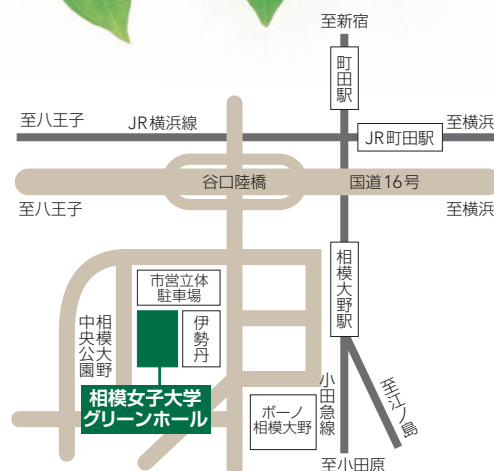 至新宿
町田駅
至八王子
JR横浜線
至横浜
JR町田駅
谷口陸橋
国道16号
至八王子
至横浜
相模大野駅
市営立体
駐車場
伊勢丹
相模大野
中央公園
相模女子大学
グリーンホール
ボーノ
相模大野
小田急線
至江ノ島
至小田原